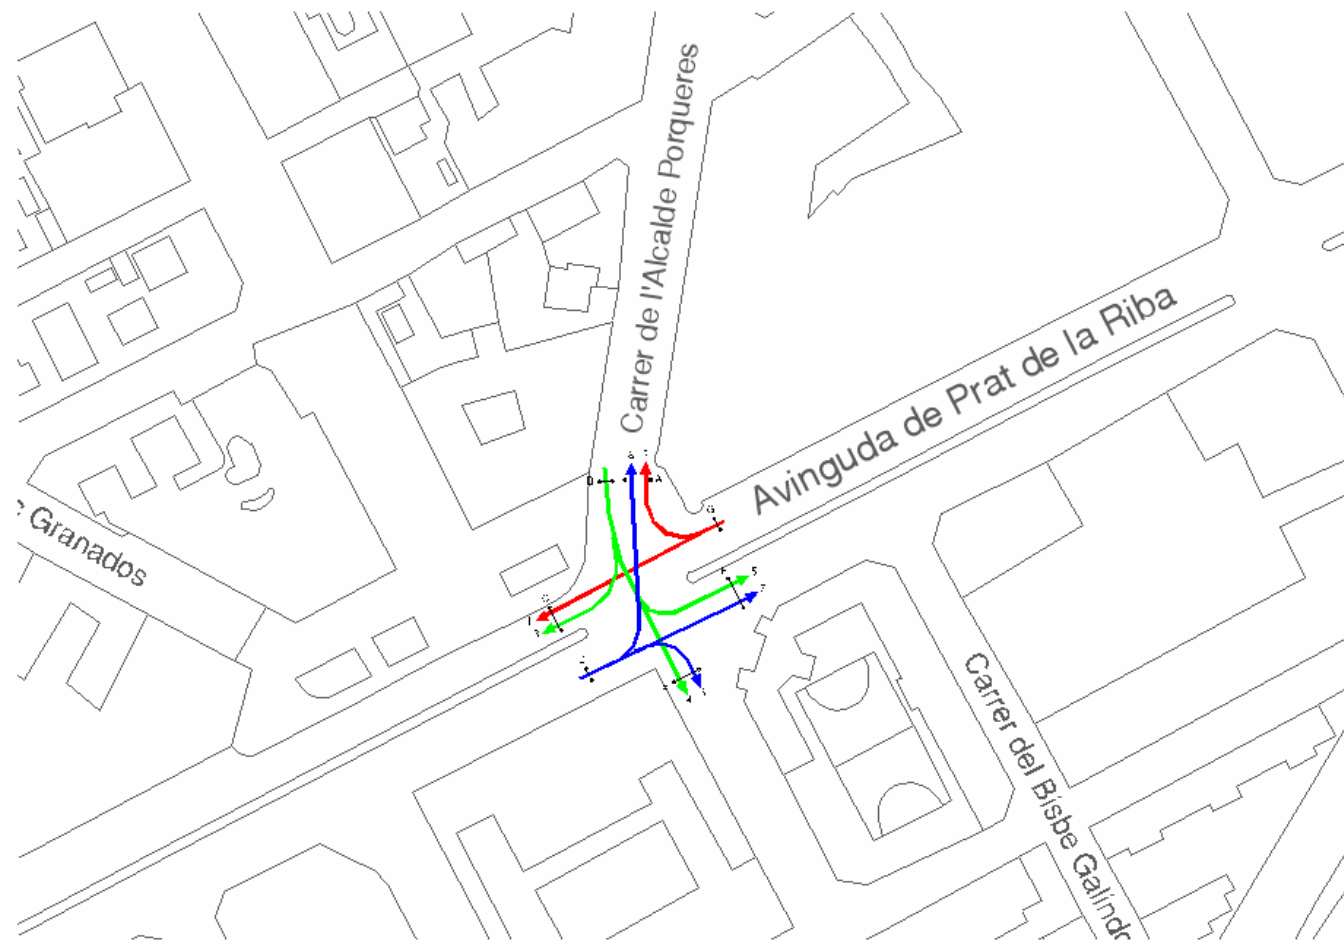 Carrer de l'Alcalde Porqueres
Avinguda de Prat de la Riba
Granados
Carrer del Bisbe Galindo